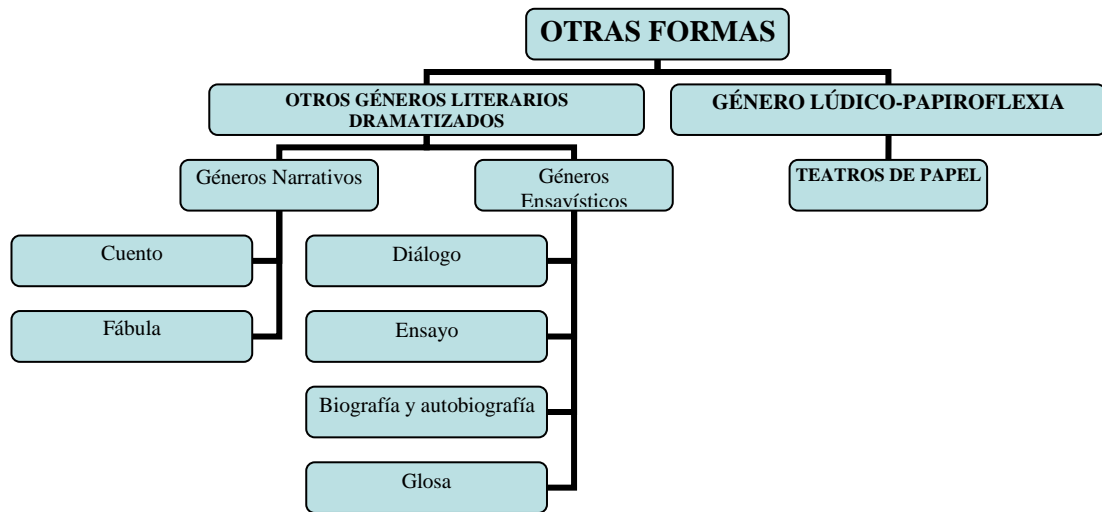 OTRAS FORMAS
OTROS GÉNEROS LITERARIOS
DRAMATIZADOS
GÉNERO LÚDICO-PAPIROFLEXIA
Géneros Narrativos
Géneros
Ensayísticos
TEATROS DE PAPEL
Cuento
Diálogo
Fábula
Ensayo
Biografía y autobiografía
Glosa